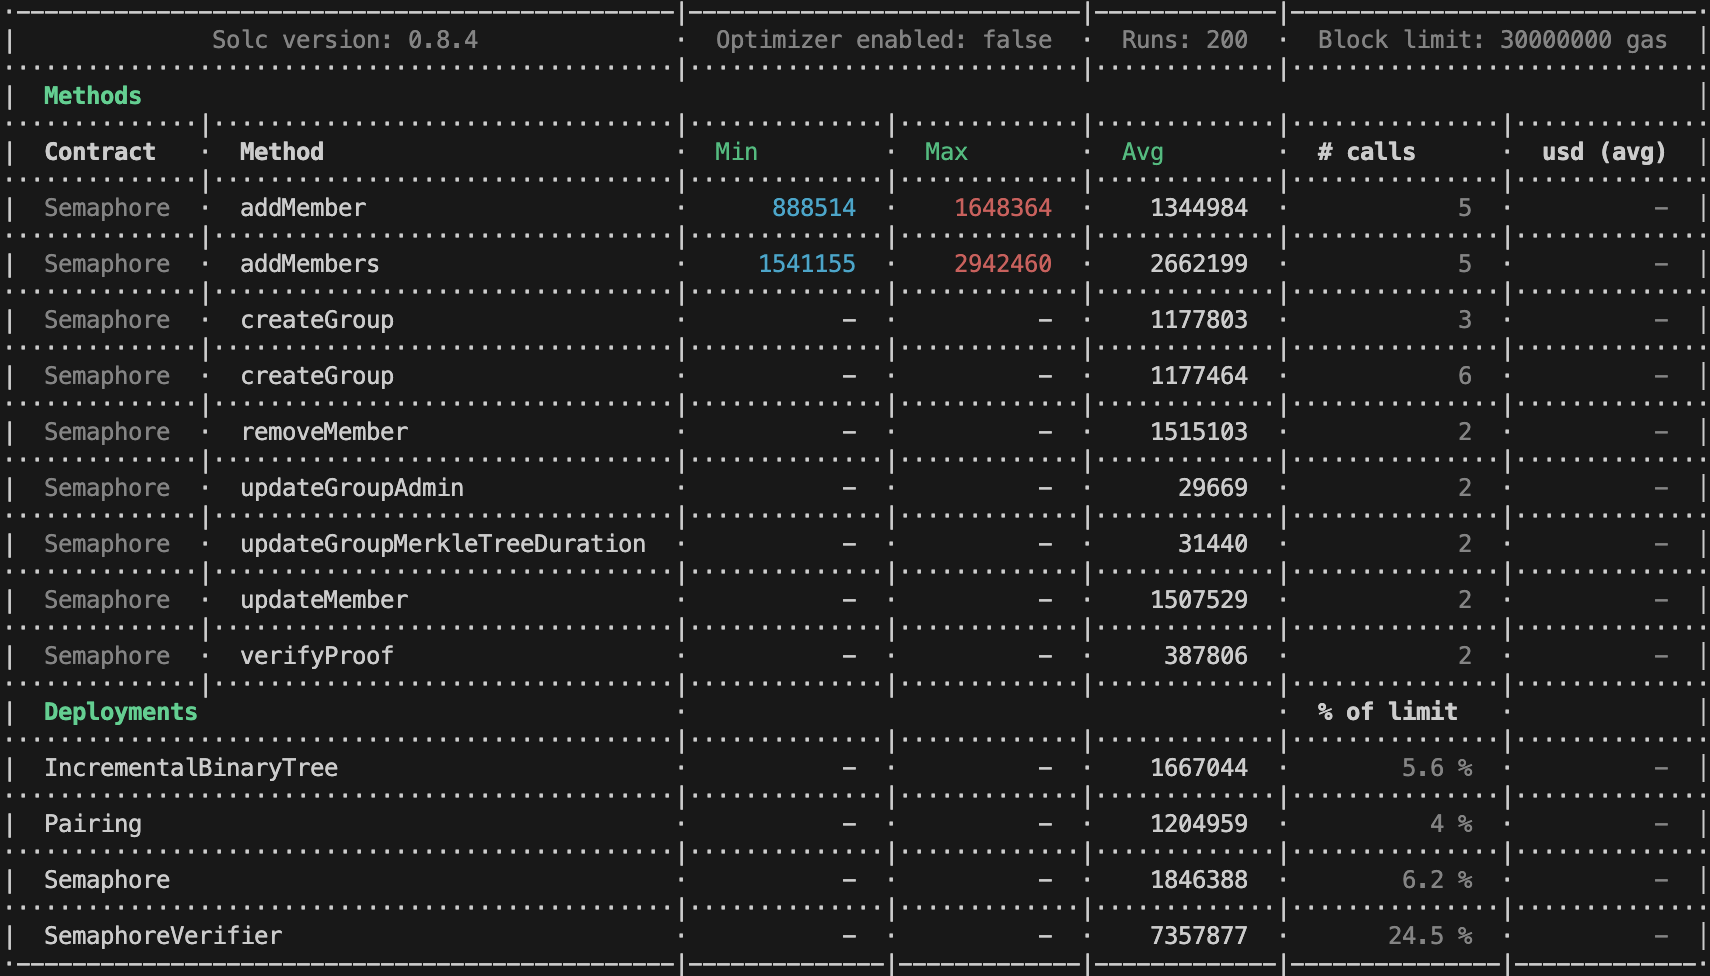 Solc version: 0.8.4 Optimizer enabled: false Runs: 200 Block limit: 30000000 gas
Methods
Contract Method Min Max Avg # calls usd (avg)
Semaphore addMember 888514 1648364 1344984 5 –
Semaphore addMembers 1541155 2942460 2662199 5 –
Semaphore createGroup – – 1177803 3 –
Semaphore createGroup – – 1177464 6 –
Semaphore removeMember – – 1515103 2 –
Semaphore updateGroupAdmin – – 29669 2 –
Semaphore updateGroupMerkleTreeDuration – – 31440 2 –
Semaphore updateMember – – 1507529 2 –
Semaphore verifyProof – – 387806 2 –
Deployments % of limit
IncrementalBinaryTree – – 1667044 5.6 % –
Pairing – – 1204959 4 % –
Semaphore – – 1846388 6.2 % –
SemaphoreVerifier – – 7357877 24.5 % –